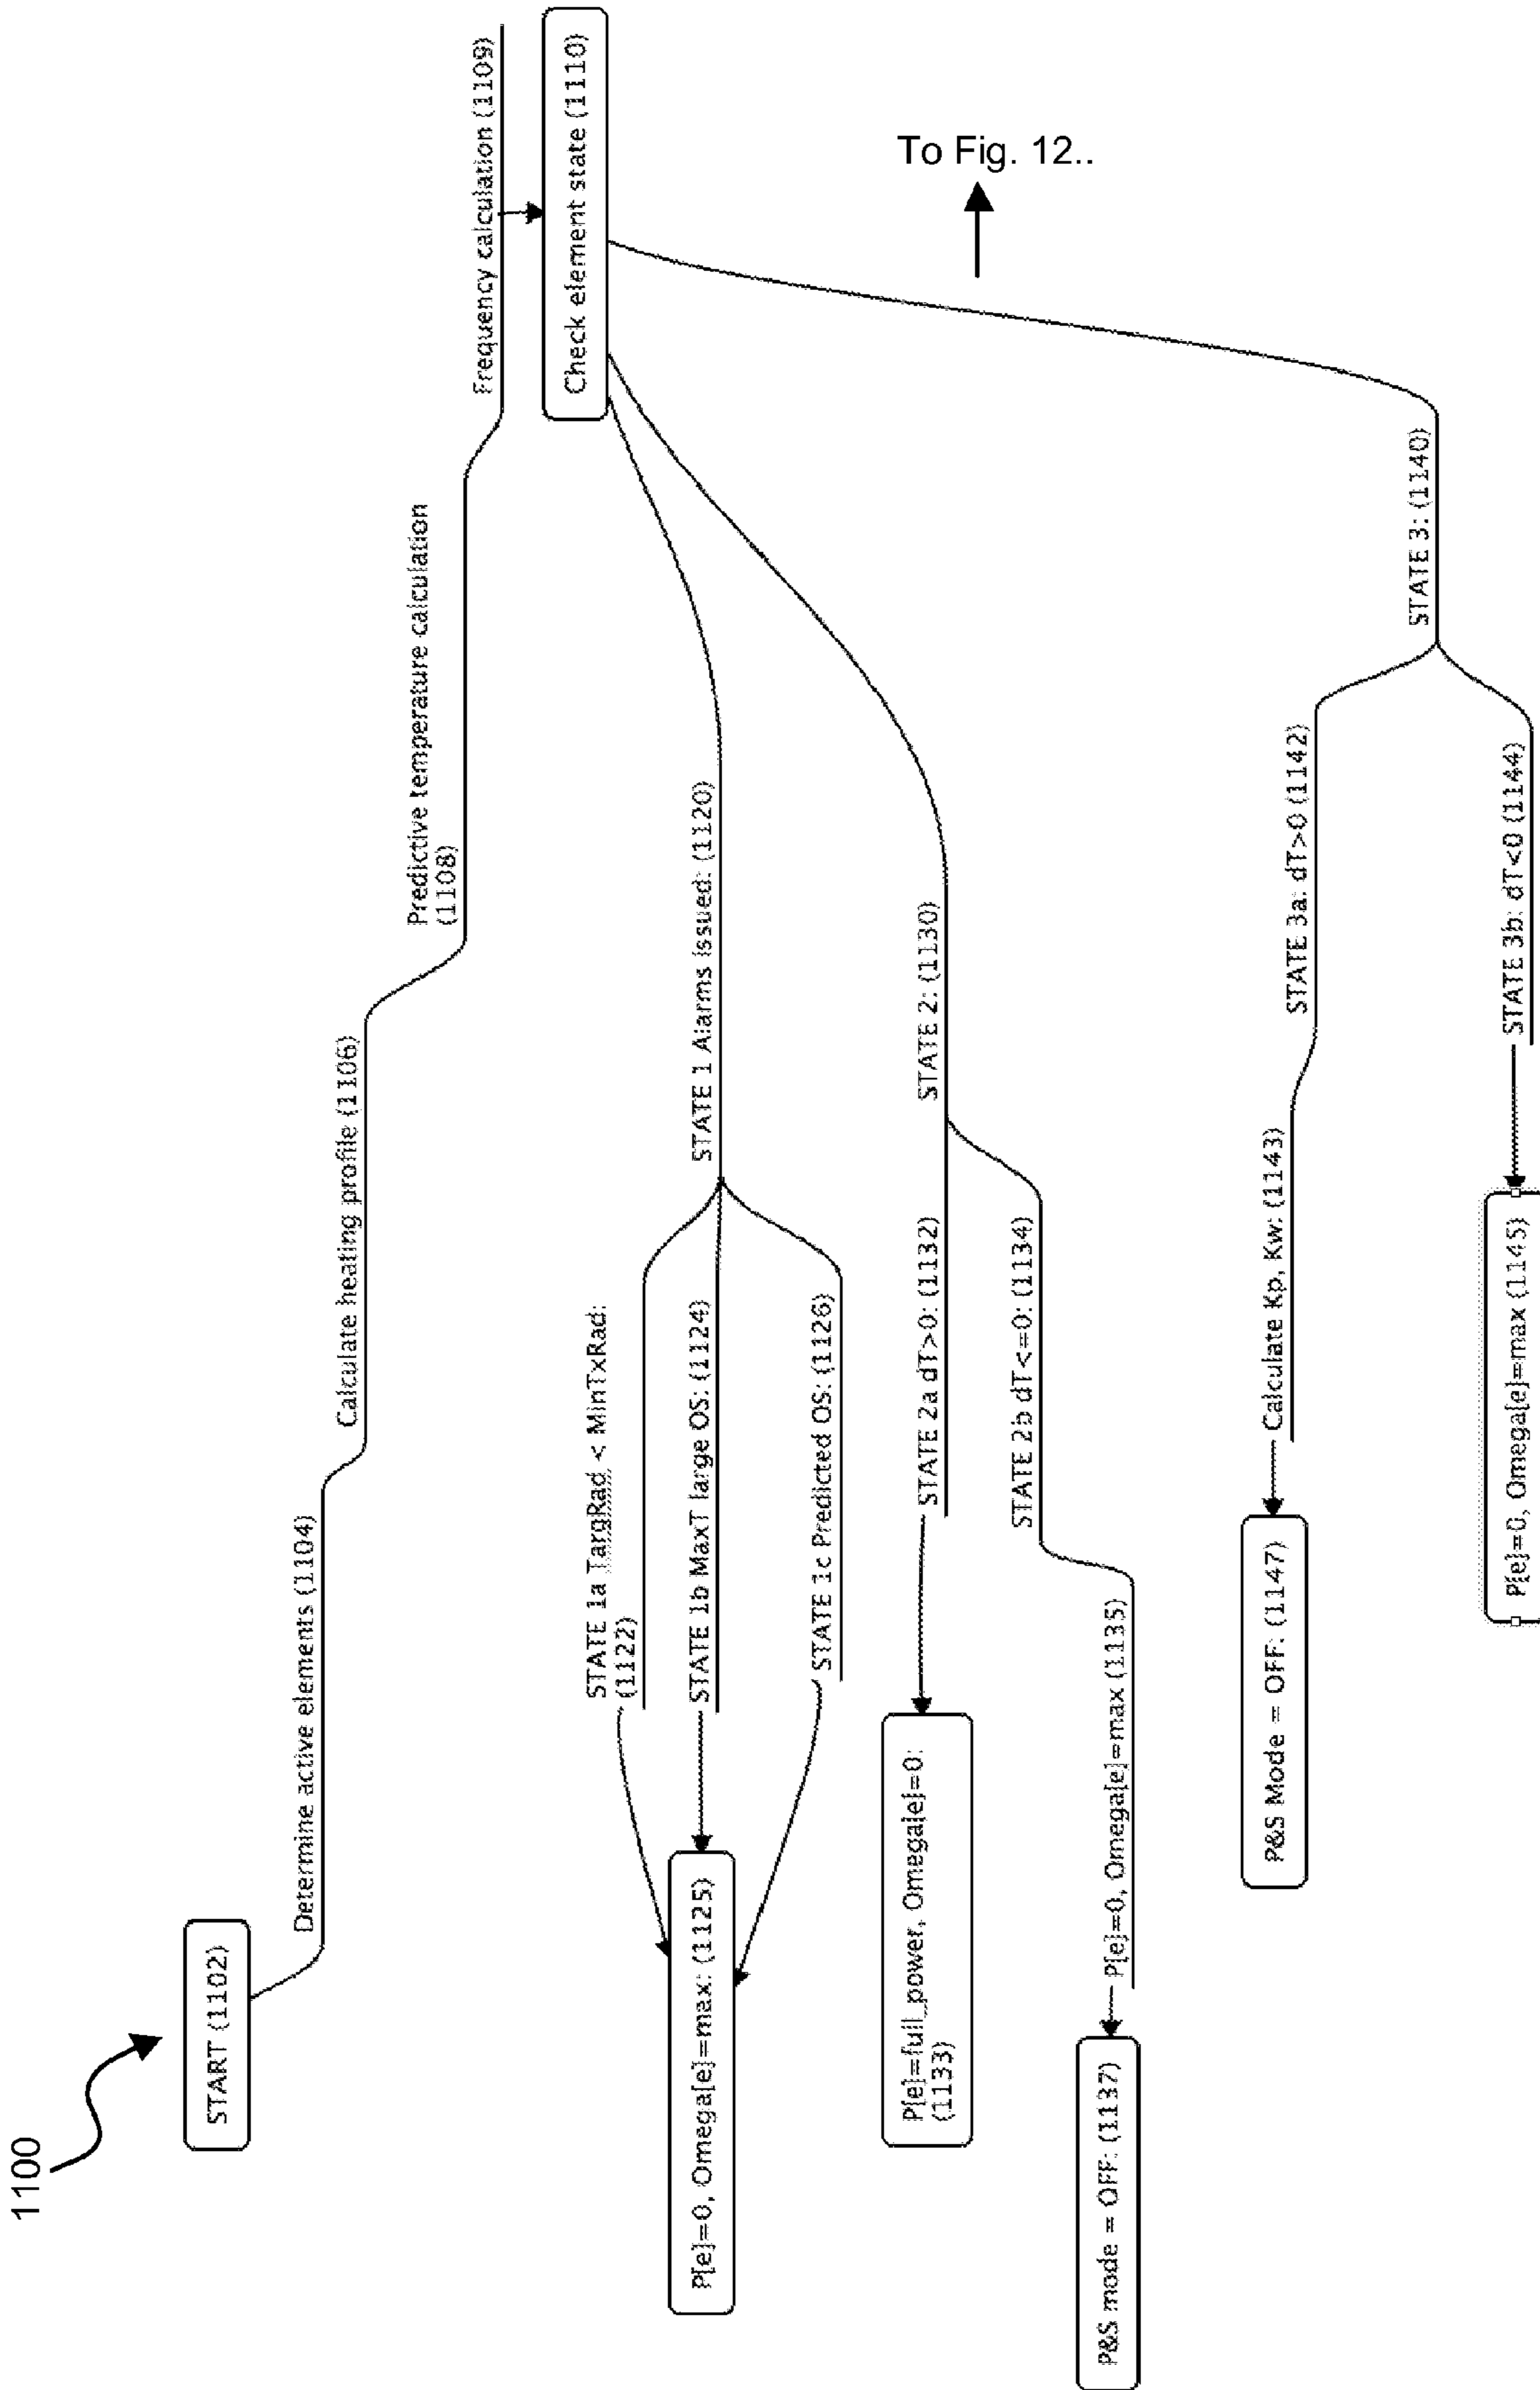 1100
START (1102)
Determine active elements (1104)
Calculate heating profile (1106)
Predictive temperature calculation
(1108)
Frequency calculation (1109)
Check element state (1110)
To Fig. 12..
STATE 1 Alarms issued: (1120)
STATE 1a TargRad < MinTxRad:
(1122)
STATE 1b MaxT large OS: (1124)
STATE 1c Predicted OS: (1126)
P[e]=0, Omega[e]=max: (1125)
STATE 2: (1130)
STATE 2a dT>0: (1132)
P[e]=full_power, Omega[e]=0:
(1133)
STATE 2b dT<=0: (1134)
P[e]=0, Omega[e]=max (1135)
P&S mode = OFF: (1137)
STATE 3: (1140)
STATE 3a: dT>0 (1142)
Calculate Kp, Kw: (1143)
P&S Mode = OFF: (1147)
STATE 3b: dT<0 (1144)
P[e]=0, Omega[e]=max (1145)